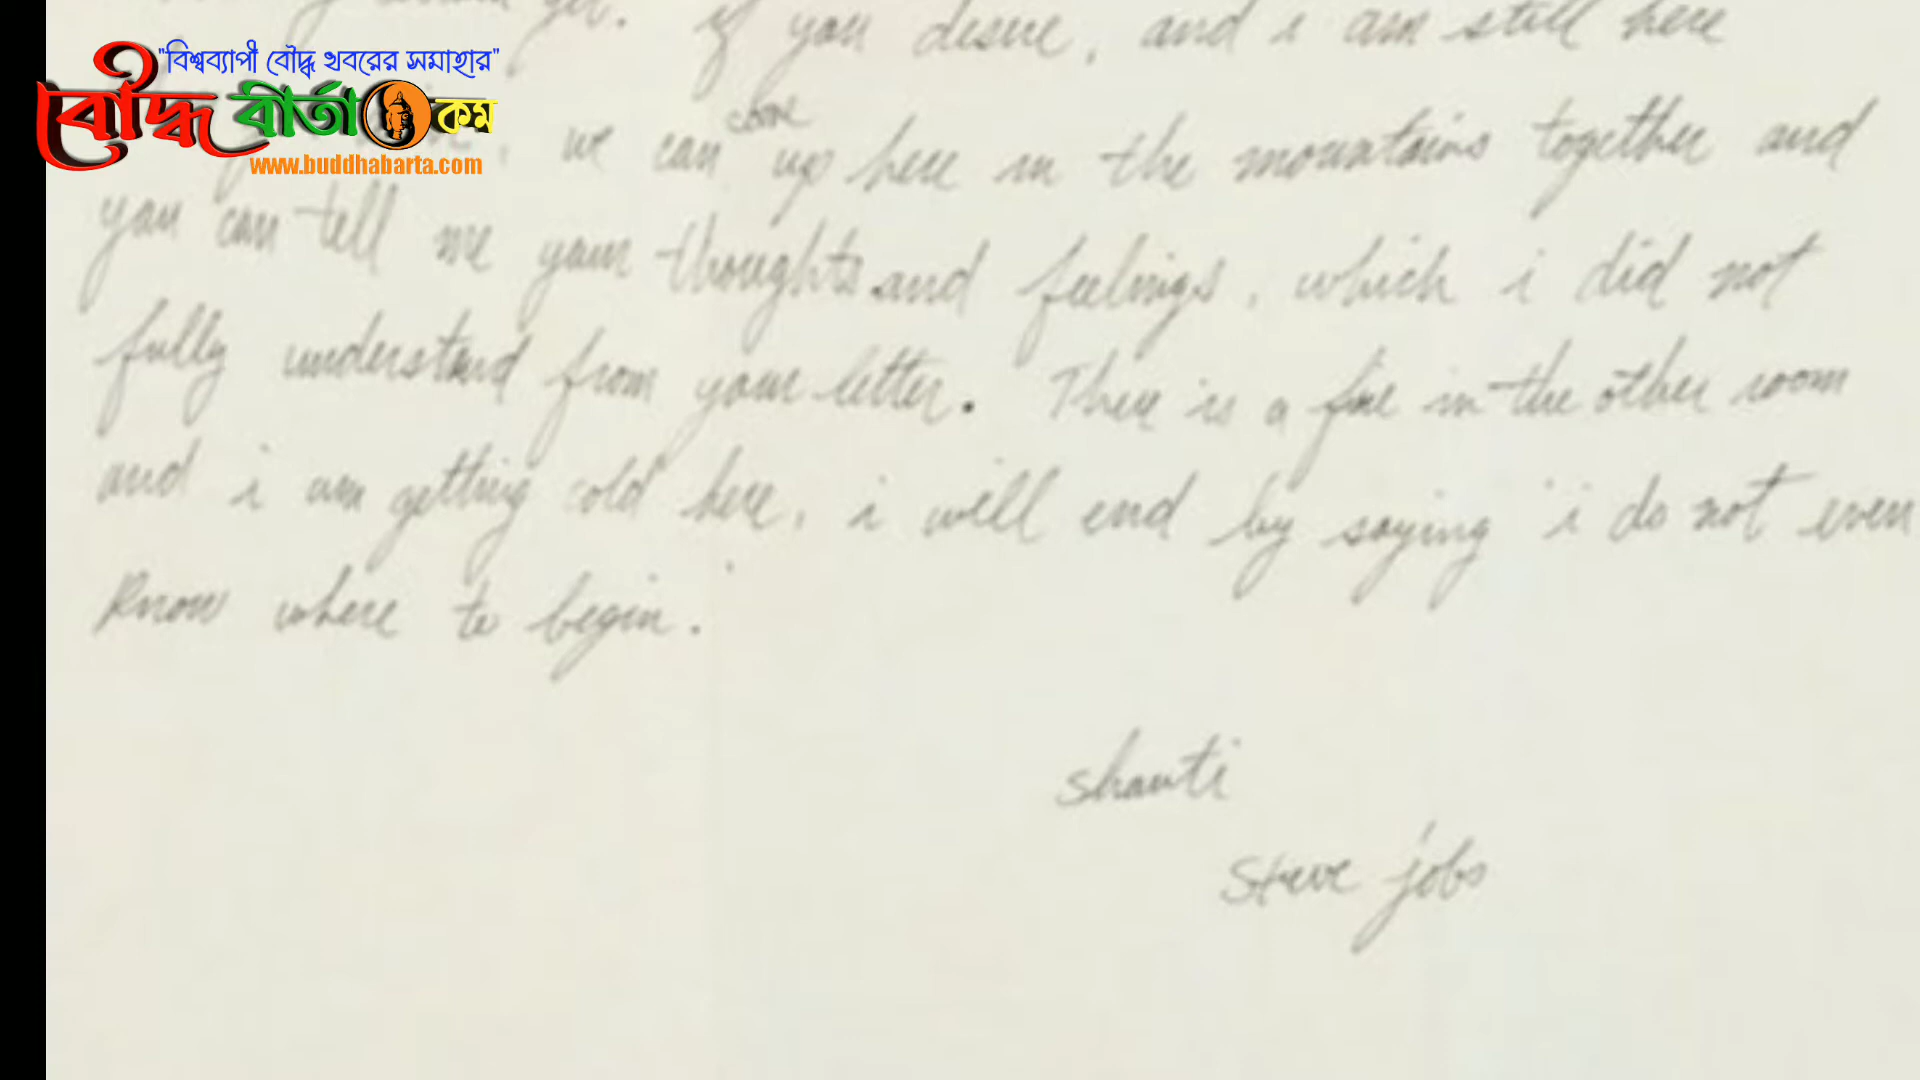 "বিশ্বব্যাপী বৌদ্ধ খবরের সমাহার"
বৌদ্ধ বার্তা কম
www.buddhabarta.com
if you desire, and i am still here
we can come up here in the mountains together and
you can tell me your thoughts and feelings, which i did not
fully understand from your letter. There is a fire in the other room
and i am getting cold here, i will end by saying 'i do not even
know where to begin.'
shanti
steve jobs